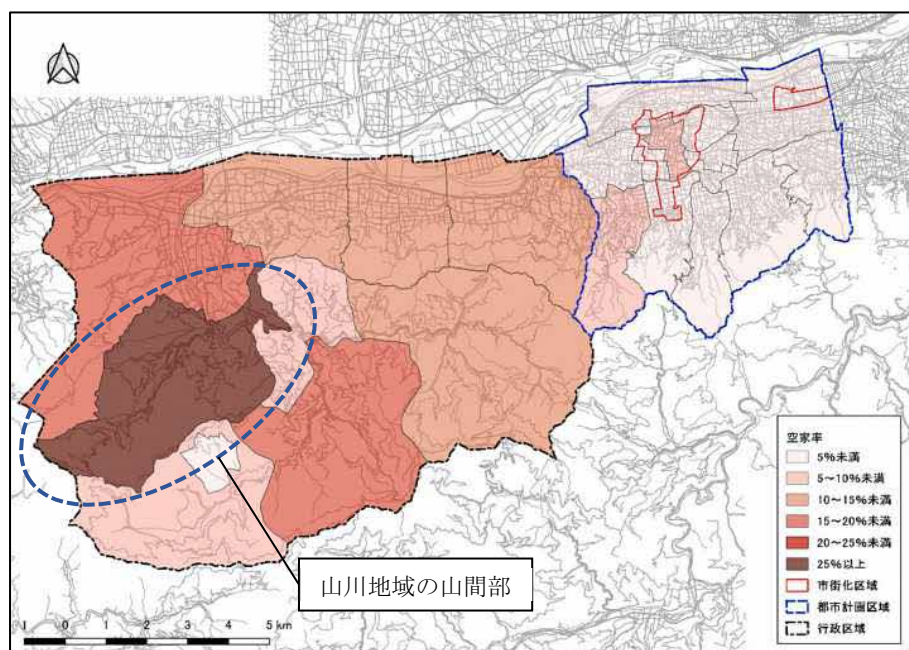 空家率
5%未満
5～10%未満
10～15%未満
15～20%未満
20～25%未満
25%以上
市街化区域
都市計画区域
行政区域
山川地域の山間部
1 0 1 2 3 4 5 km